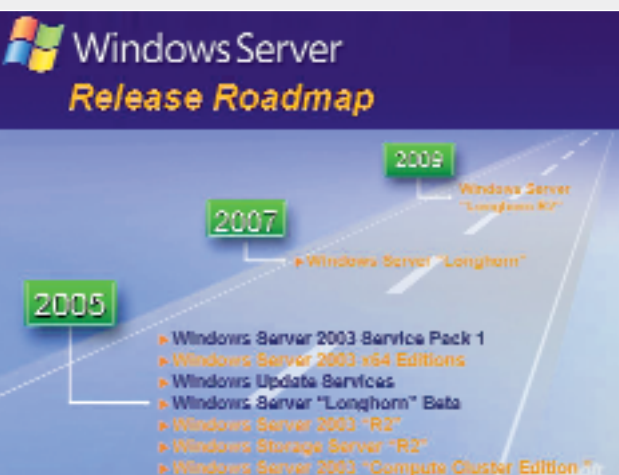 Windows Server
Release Roadmap
2009
Windows Server
"Longhorn R2"
2007
Windows Server "Longhorn"
2005
Windows Server 2003 Service Pack 1
Windows Server 2003 x64 Editions
Windows Update Services
Windows Server "Longhorn" Beta
Windows Server 2003 "R2"
Windows Storage Server "R2"
Windows Server 2003 "Compute Cluster Edition"